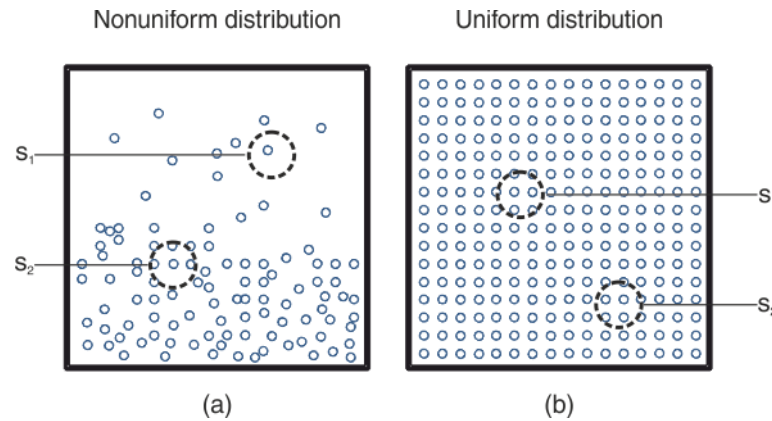 Nonuniform distribution
Uniform distribution
S₁
S₂
S
S
(a)
(b)